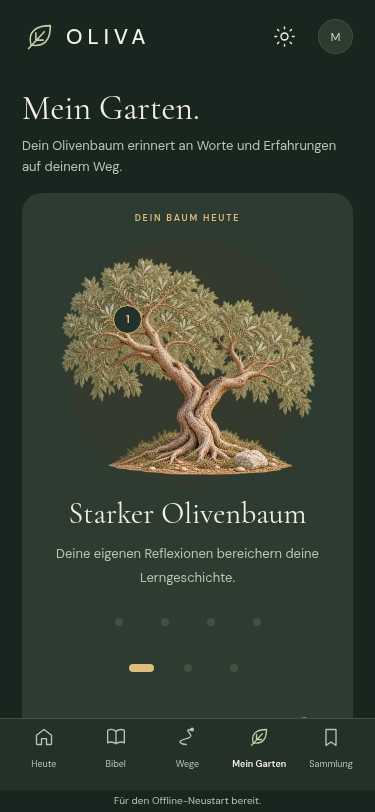 OLIVA
M
Mein Garten.
Dein Olivenbaum erinnert an Worte und Erfahrungen
auf deinem Weg.
DEIN BAUM HEUTE
1
Starker Olivenbaum
Deine eigenen Reflexionen bereichern deine
Lerngeschichte.
Heute
Bibel
Wege
Mein Garten
Sammlung
Für den Offline-Neustart bereit.